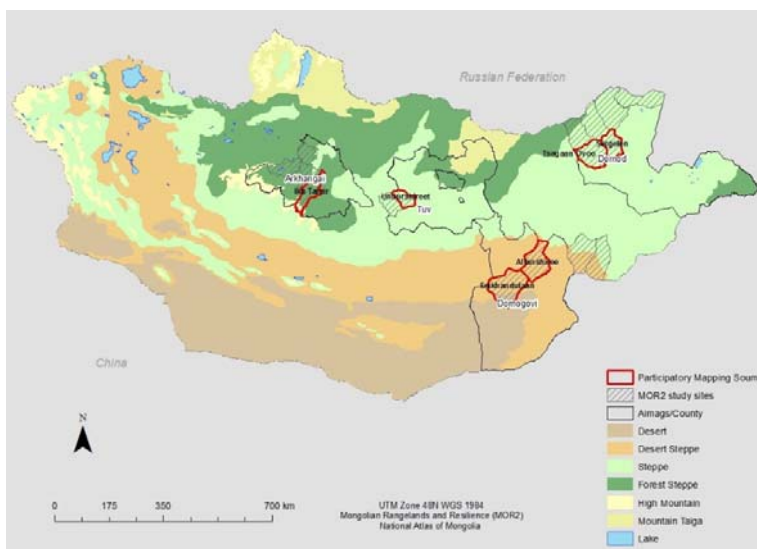 Russian Federation
Tsagaan Ovoo
Dornod
Arkhangai
Tuv
Dornogovi
China
N
0 175 350 700 km
UTM Zone 48N WGS 1984
Mongolian Rangelands and Resilience (MOR2)
National Atlas of Mongolia
Participatory Mapping Soum
MOR2 study sites
Aimags/County
Desert
Desert Steppe
Steppe
Forest Steppe
High Mountain
Mountain Taiga
Lake